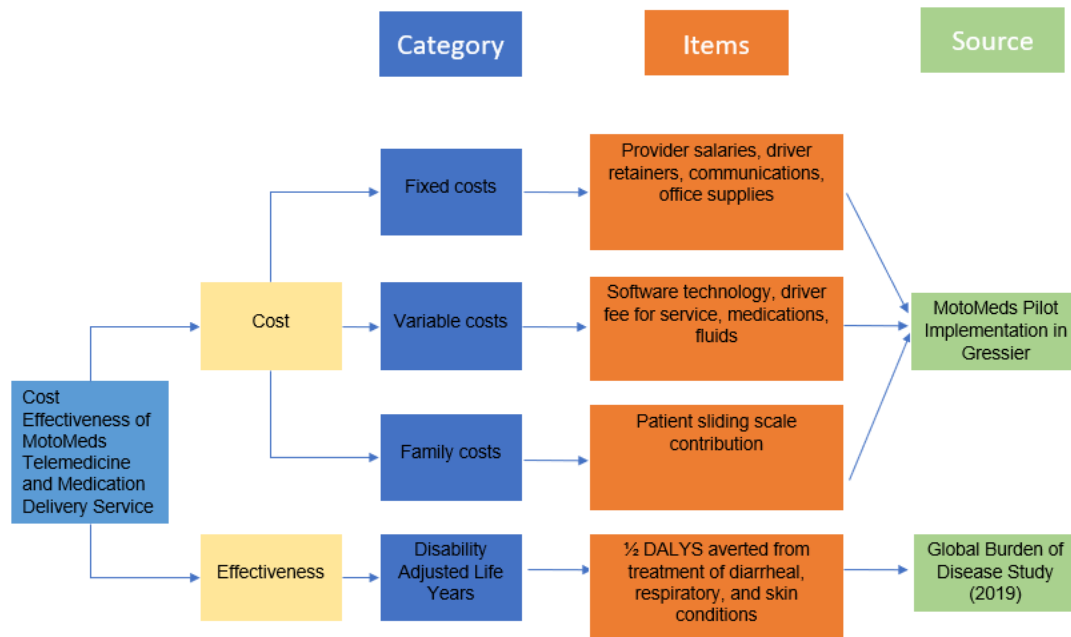 Category
Items
Source
Fixed costs
Provider salaries, driver
retainers, communications,
office supplies
Cost
Variable costs
Software technology, driver
fee for service, medications,
fluids
MotoMeds Pilot
Implementation in
Gressier
Cost
Effectiveness of
MotoMeds
Telemedicine
and Medication
Delivery Service
Family costs
Patient sliding scale
contribution
Effectiveness
Disability
Adjusted Life
Years
½ DALYS averted from
treatment of diarrheal,
respiratory, and skin
conditions
Global Burden of
Disease Study
(2019)